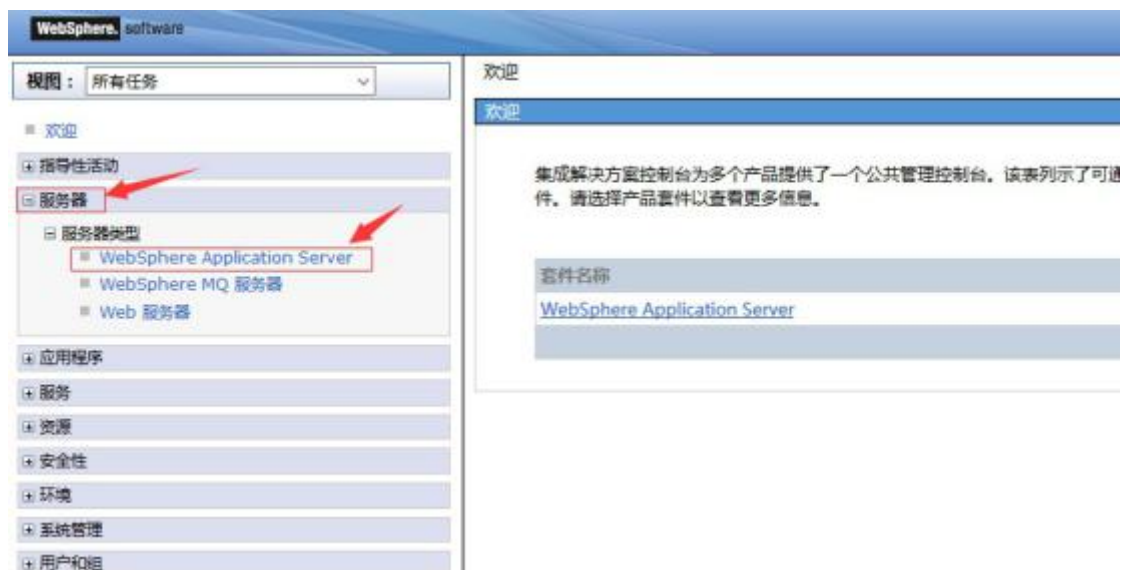 WebSphere. software
视图： 所有任务
欢迎
指导性活动
服务器
服务器类型
WebSphere Application Server
WebSphere MQ 服务器
Web 服务器
应用程序
服务
资源
安全性
环境
系统管理
用户和组
欢迎
欢迎
集成解决方案控制台为多个产品提供了一个公共管理控制台。该表列示了可通
件。请选择产品套件以查看更多信息。
套件名称
WebSphere Application Server